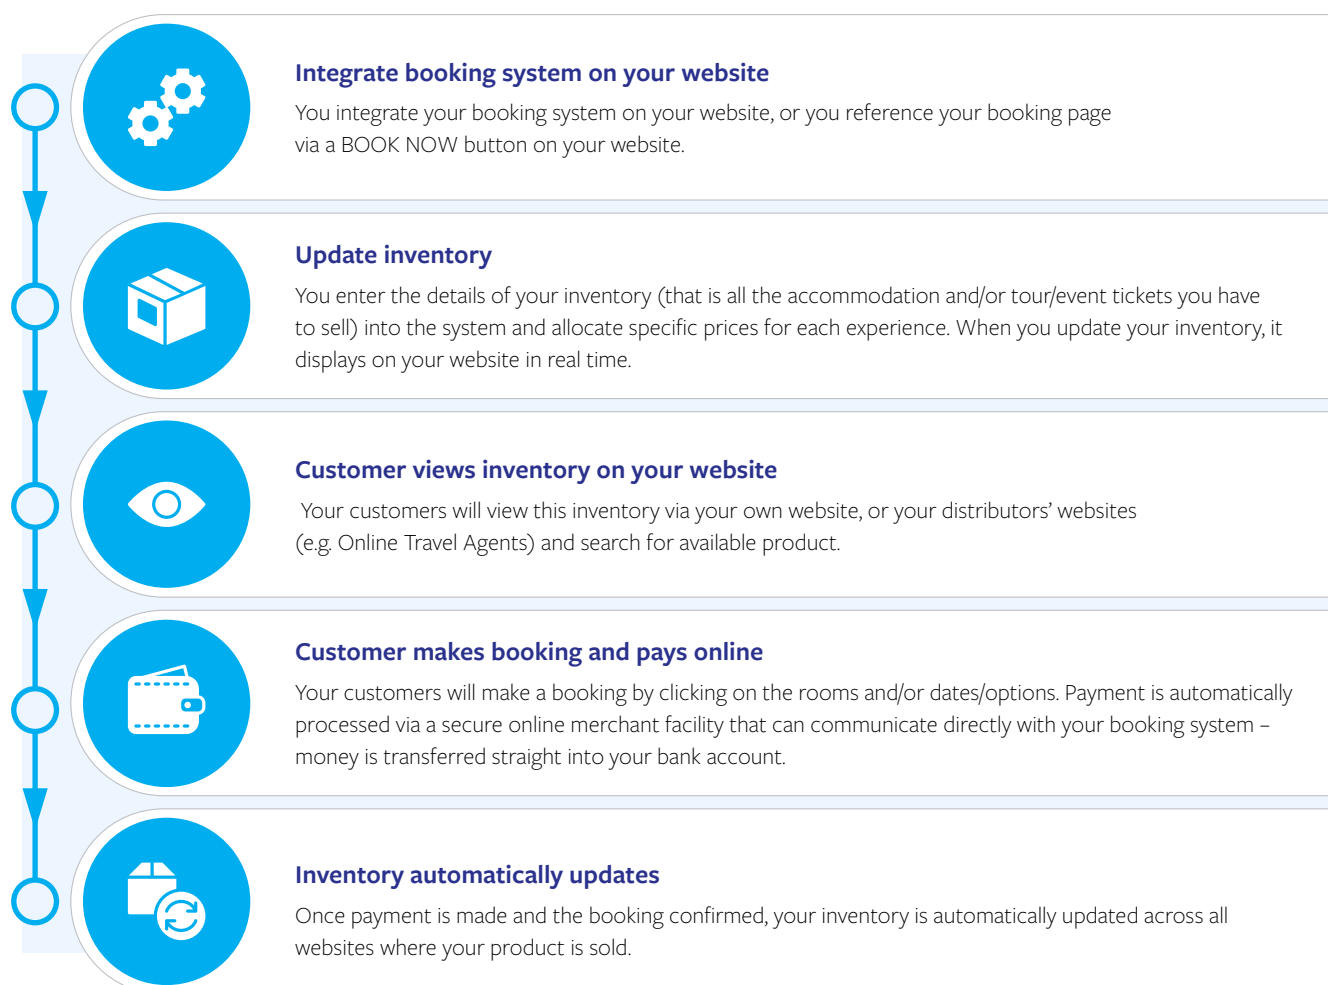 Integrate booking system on your website
You integrate your booking system on your website, or you reference your booking page
via a BOOK NOW button on your website.
Update inventory
You enter the details of your inventory (that is all the accommodation and/or tour/event tickets you have
to sell) into the system and allocate specific prices for each experience. When you update your inventory, it
displays on your website in real time.
Customer views inventory on your website
Your customers will view this inventory via your own website, or your distributors’ websites
(e.g. Online Travel Agents) and search for available product.
Customer makes booking and pays online
Your customers will make a booking by clicking on the rooms and/or dates/options. Payment is automatically
processed via a secure online merchant facility that can communicate directly with your booking system –
money is transferred straight into your bank account.
Inventory automatically updates
Once payment is made and the booking confirmed, your inventory is automatically updated across all
websites where your product is sold.